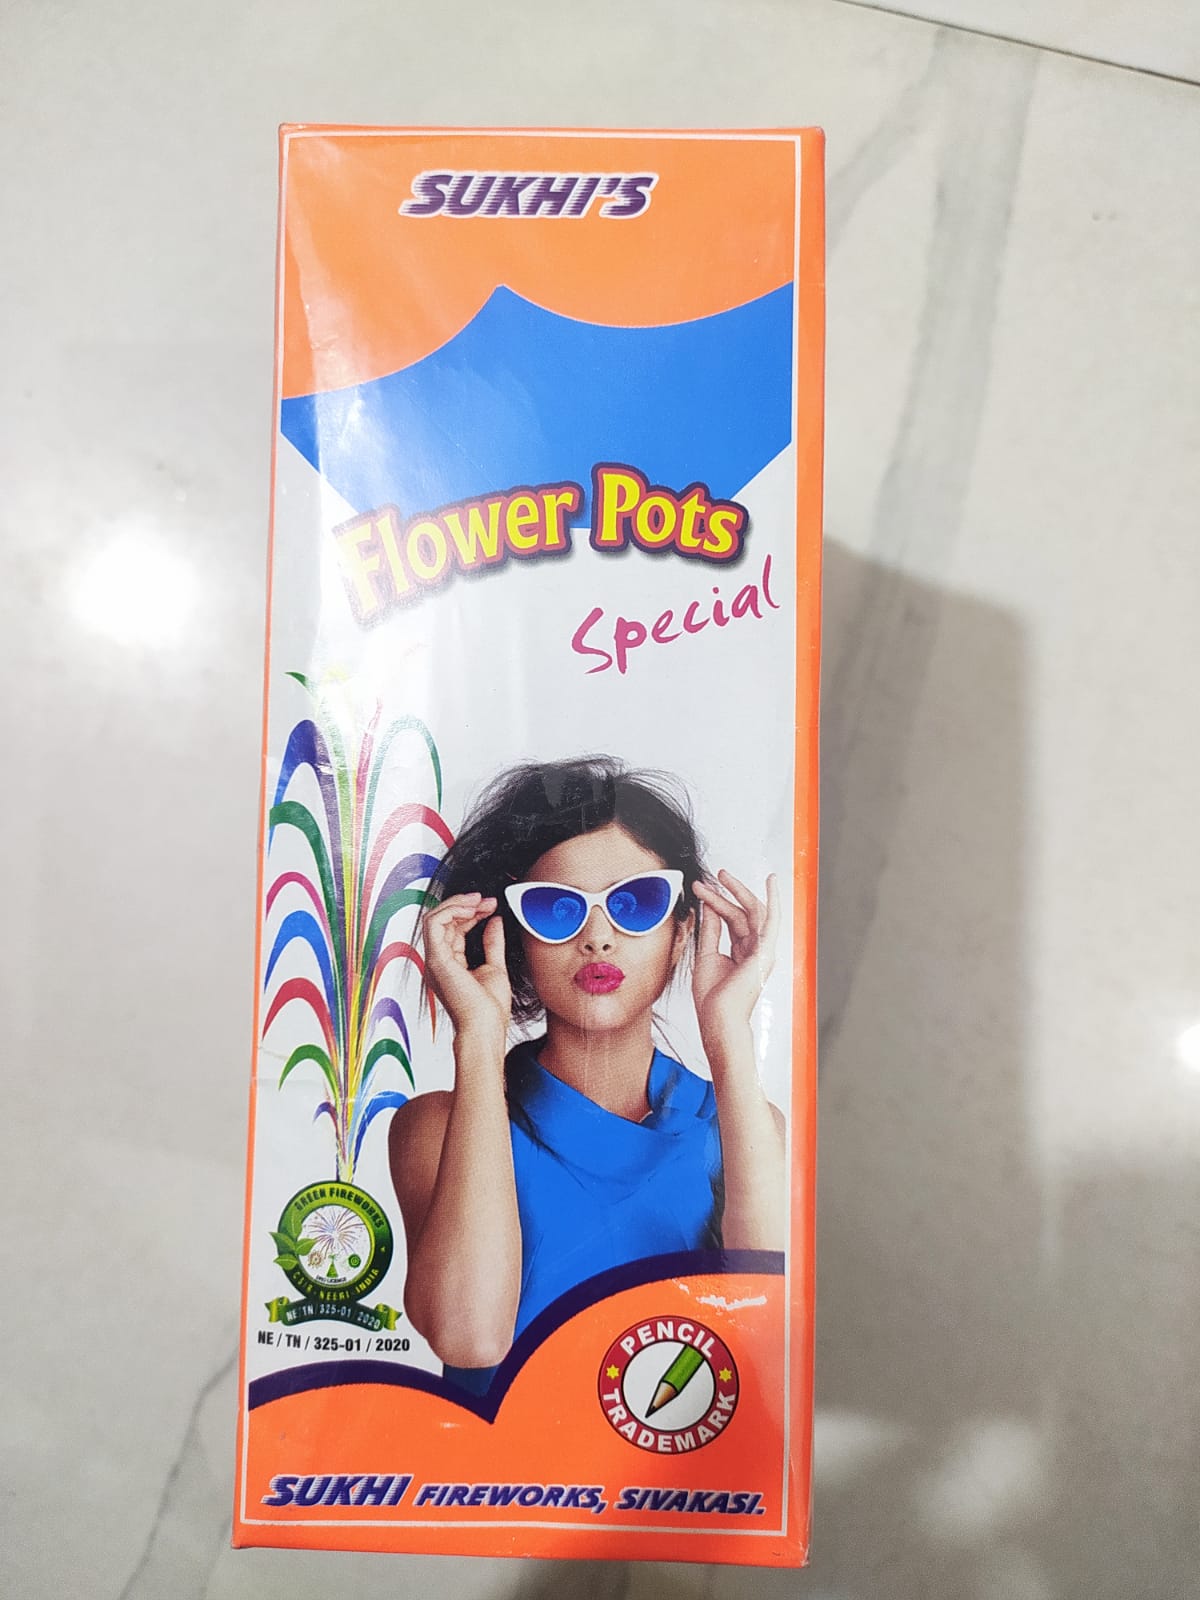 SUKHI'S
Flower Pots
Special
GREEN FIREWORKS
CSIR-NEERI-INDIA
NE/TN/325-01/2020
NE / TN / 325-01 / 2020
PENCIL
TRADEMARK
SUKHI FIREWORKS, SIVAKASI.